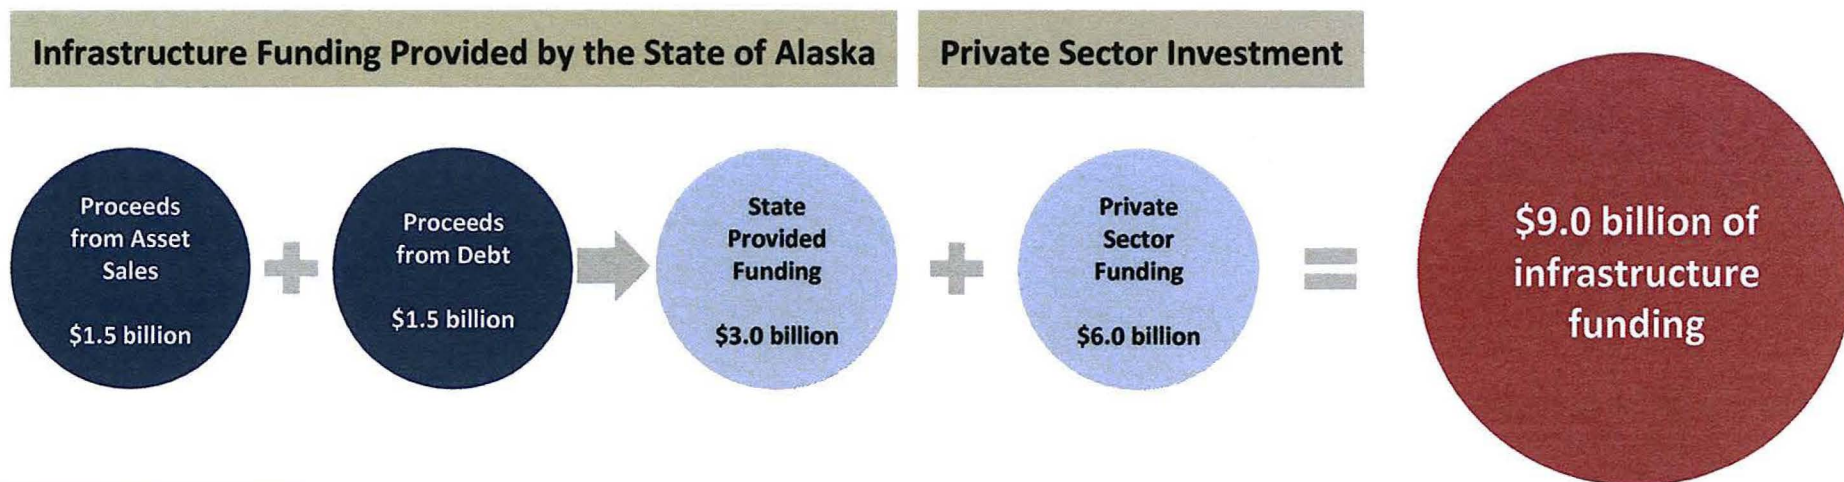 Infrastructure Funding Provided by the State of Alaska
Private Sector Investment
Proceeds
from Asset
Sales
$1.5 billion
Proceeds
from Debt
$1.5 billion
State
Provided
Funding
$3.0 billion
Private
Sector
Funding
$6.0 billion
$9.0 billion of
infrastructure
funding